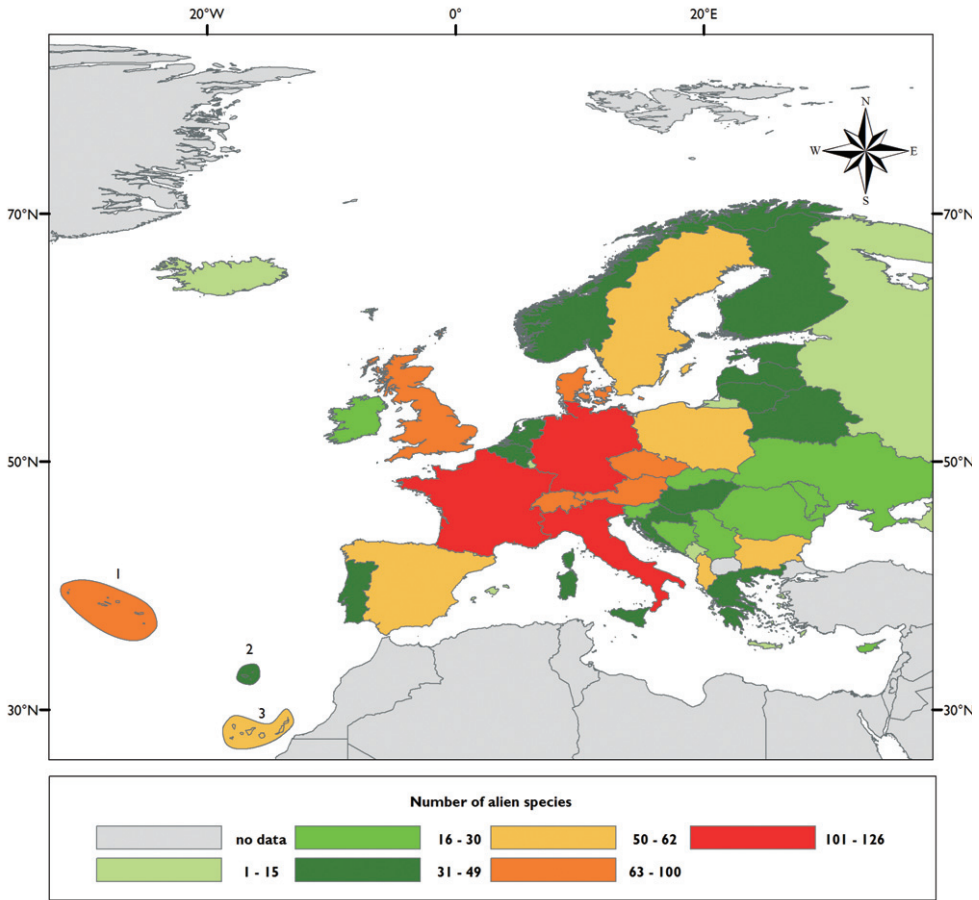 20°W 0° 20°E
N
W E
S
70°N 70°N
50°N 50°N
1
2
3
30°N 30°N
Number of alien species
no data 16 - 30 50 - 62 101 - 126
1 - 15 31 - 49 63 - 100